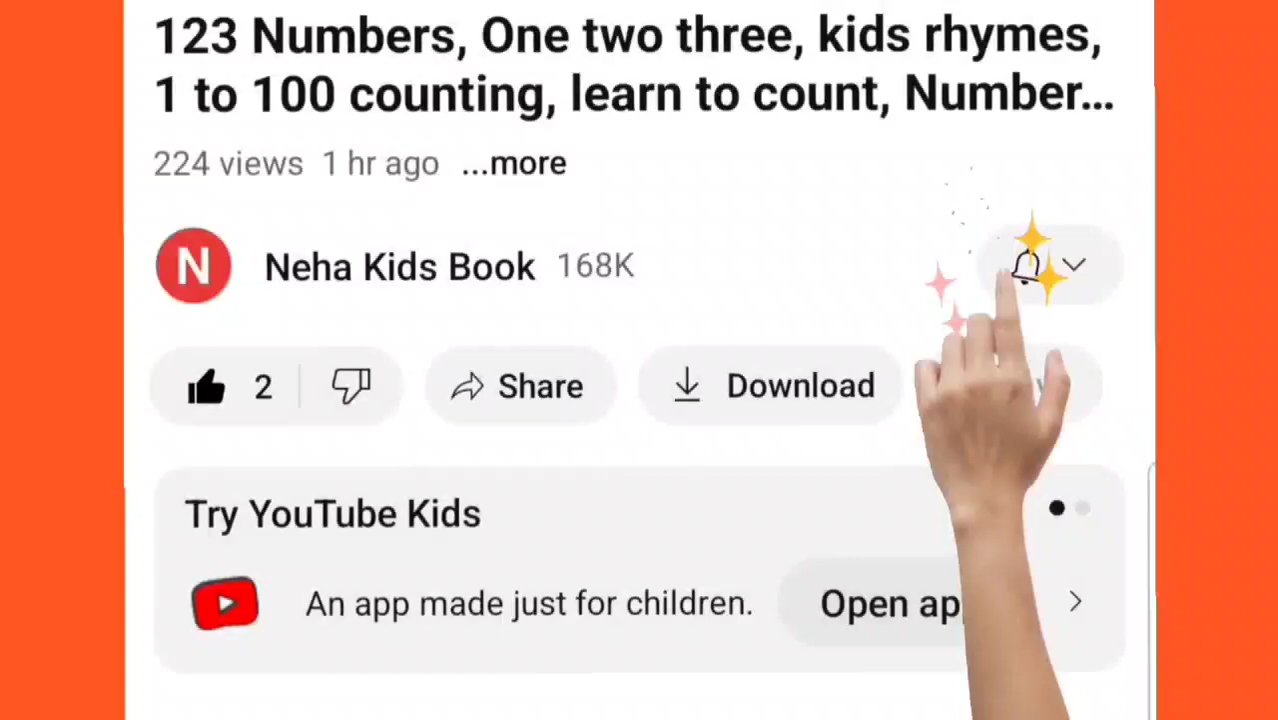 123 Numbers, One two three, kids rhymes,
1 to 100 counting, learn to count, Number...
224 views 1 hr ago ...more
N Neha Kids Book 168K
2 Share Download
Try YouTube Kids
An app made just for children. Open ap